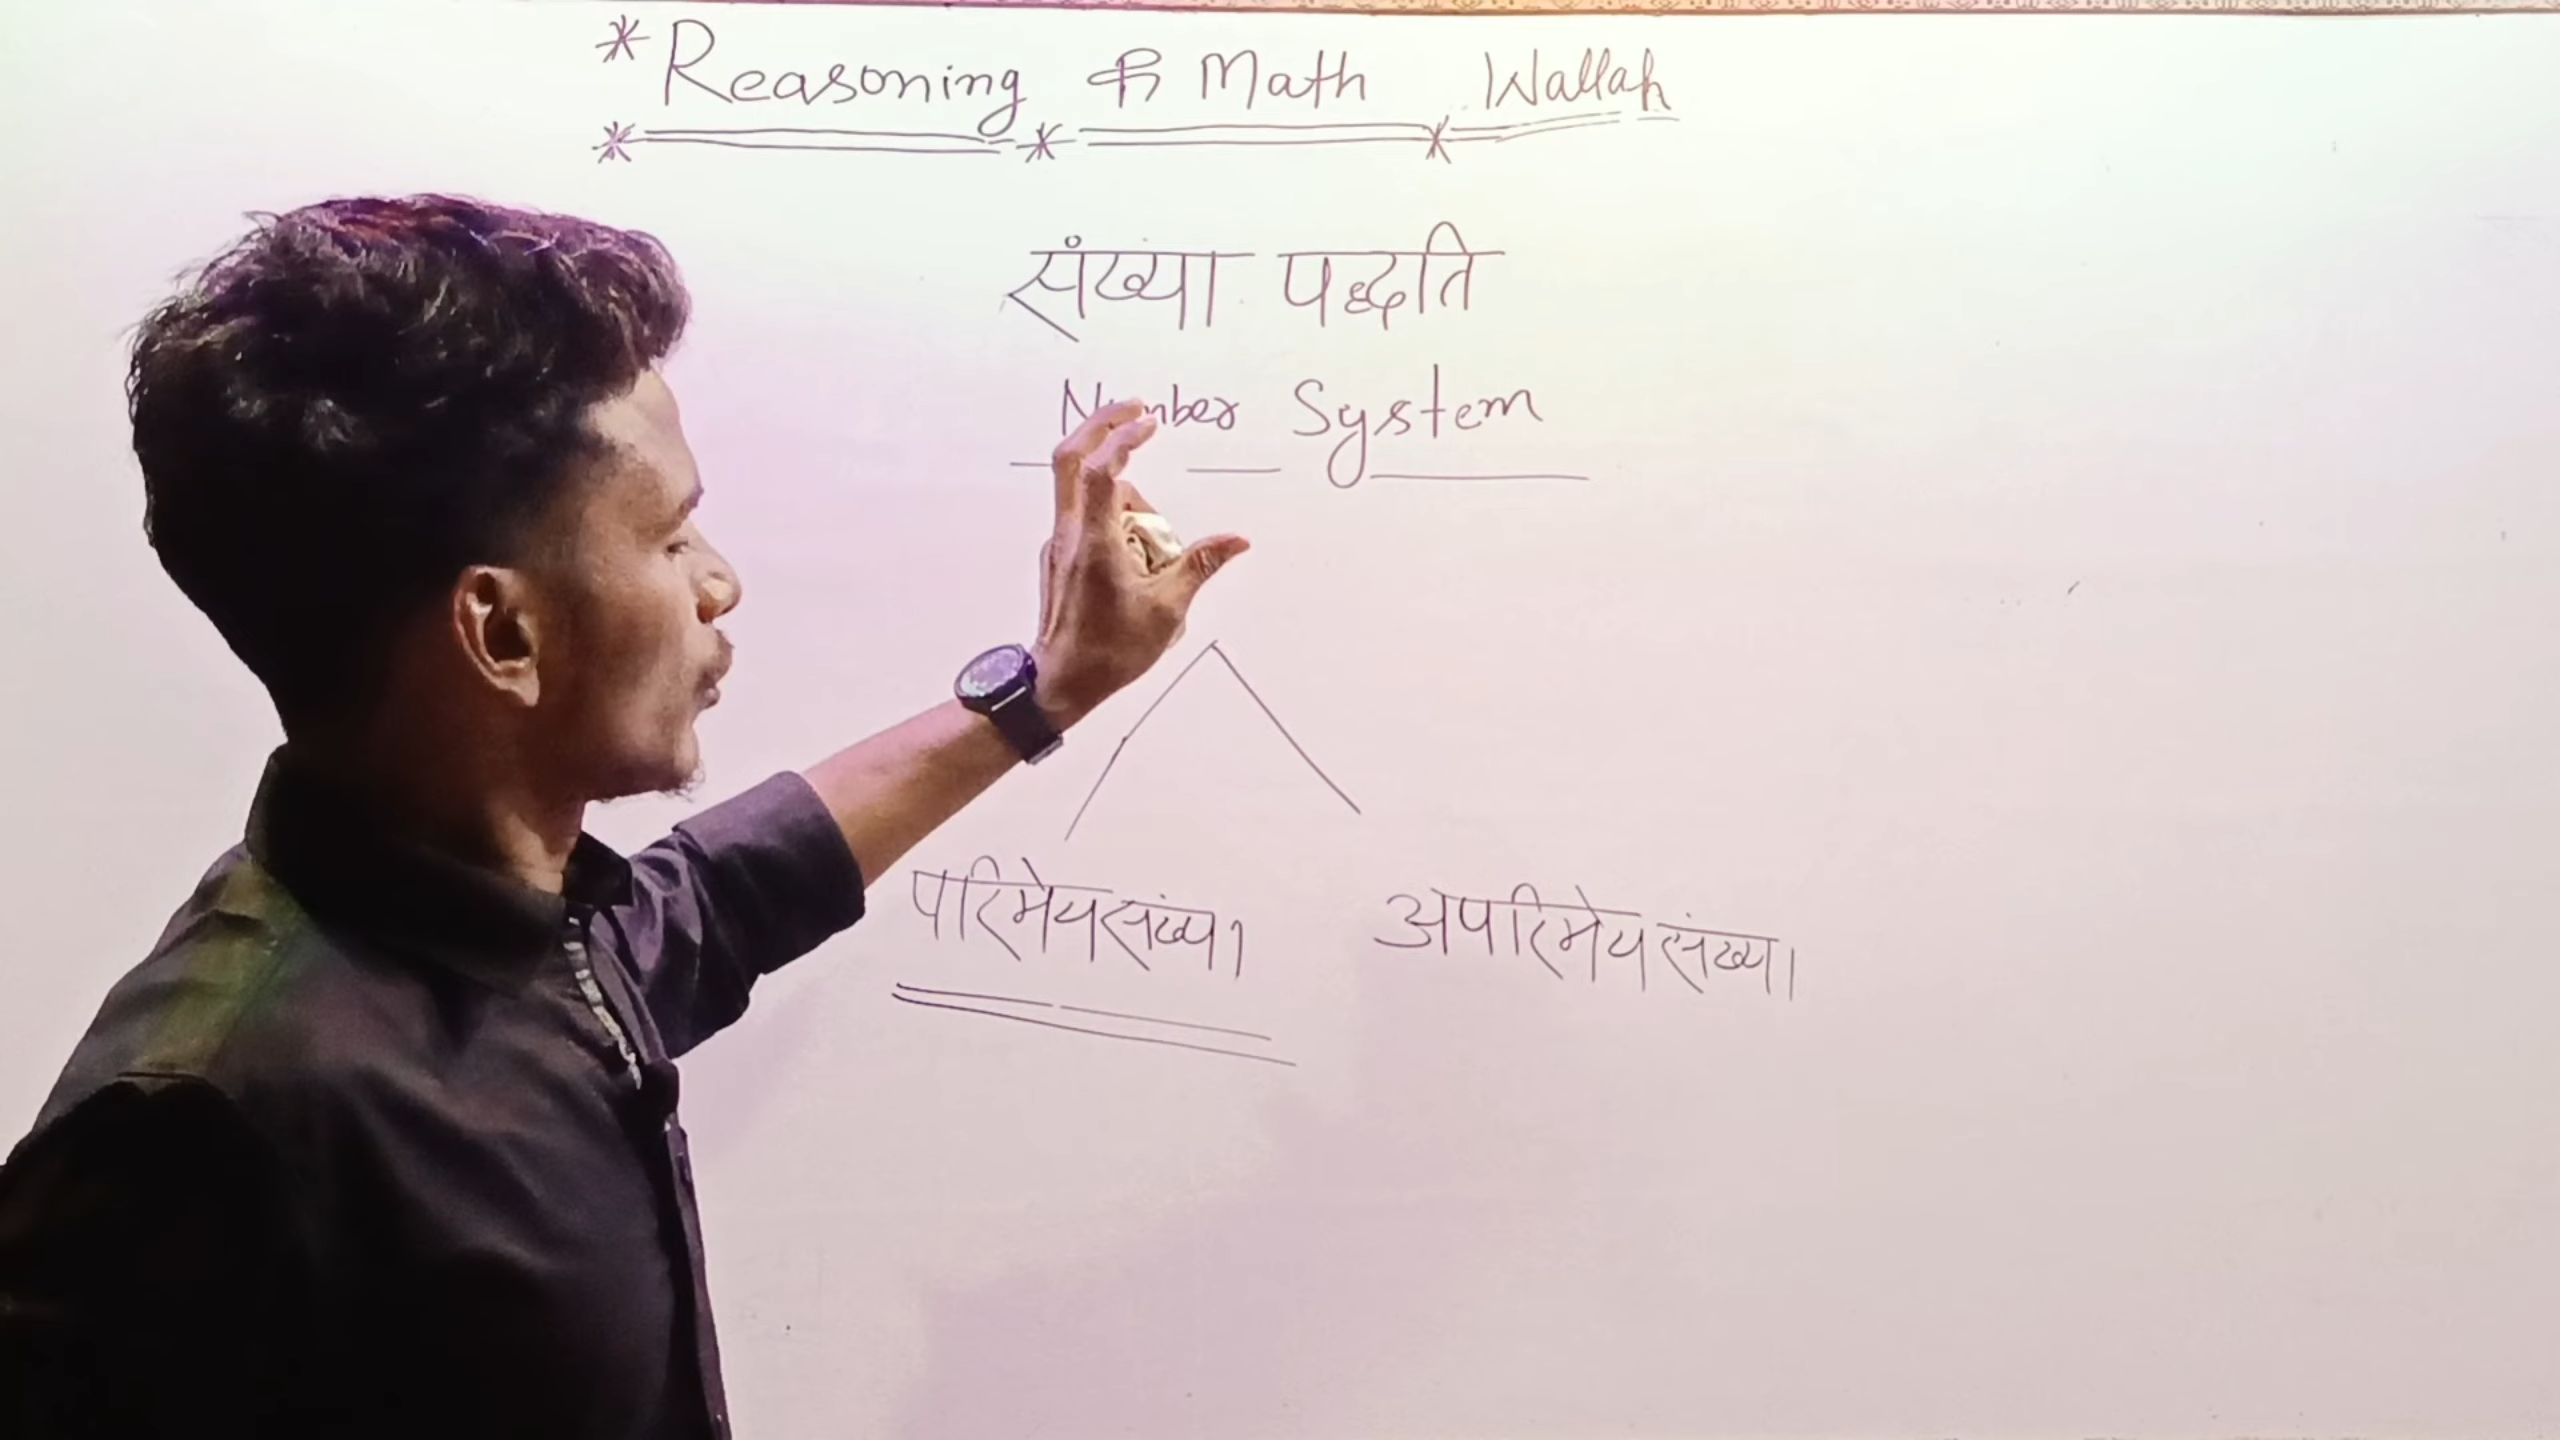 *Reasoning & Math Wallah
संख्या पद्धति
Number System
परिमेय संख्या अपरिमेय संख्या